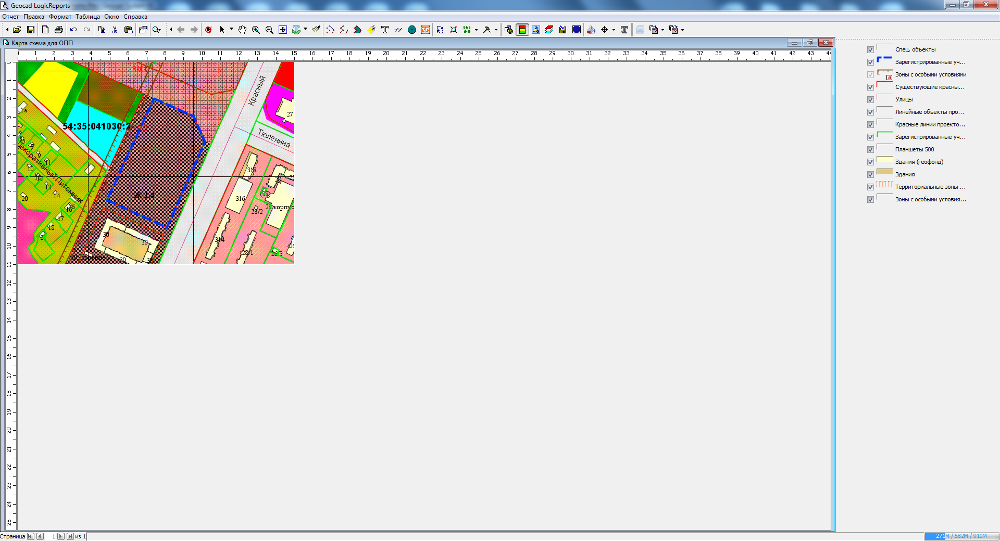 Geocad LogicReports
Отчет Правка Формат Таблица Окно Справка
Карта схема для ОПП
0 1 2 3 4 5 6 7 8 9 10 11 12 13 14 15 16 17 18 19 20 21 22 23 24 25 26 27 28 29 30 31 32 33 34 35 36 37 38 39 40 41 42 43 44
1 2 3 4 5 6 7 8 9 10 11 12 13 14 15 16 17 18 19 20 21 22 23 24 25
Красный
1а
27
54:35:041030:2
Тюленина
Декоративный Питомник
7
9
11
10
12
13
14
20
16
17
18
21
318
28
316
28/2
28 корпус
314
28/1
26/3
26
30
30
30
30
Спец. объекты
Зарегистрированные уч...
Зоны с особыми условиями
Существующие красны...
Улицы
Линейные объекты про...
Красные линии проекто...
Зарегистрированные уч...
Планшеты 500
Здания (геофонд)
Здания
Территориальные зоны ...
Зоны с особыми условия...
Страница 1 из 1
271M / 582M / 910M